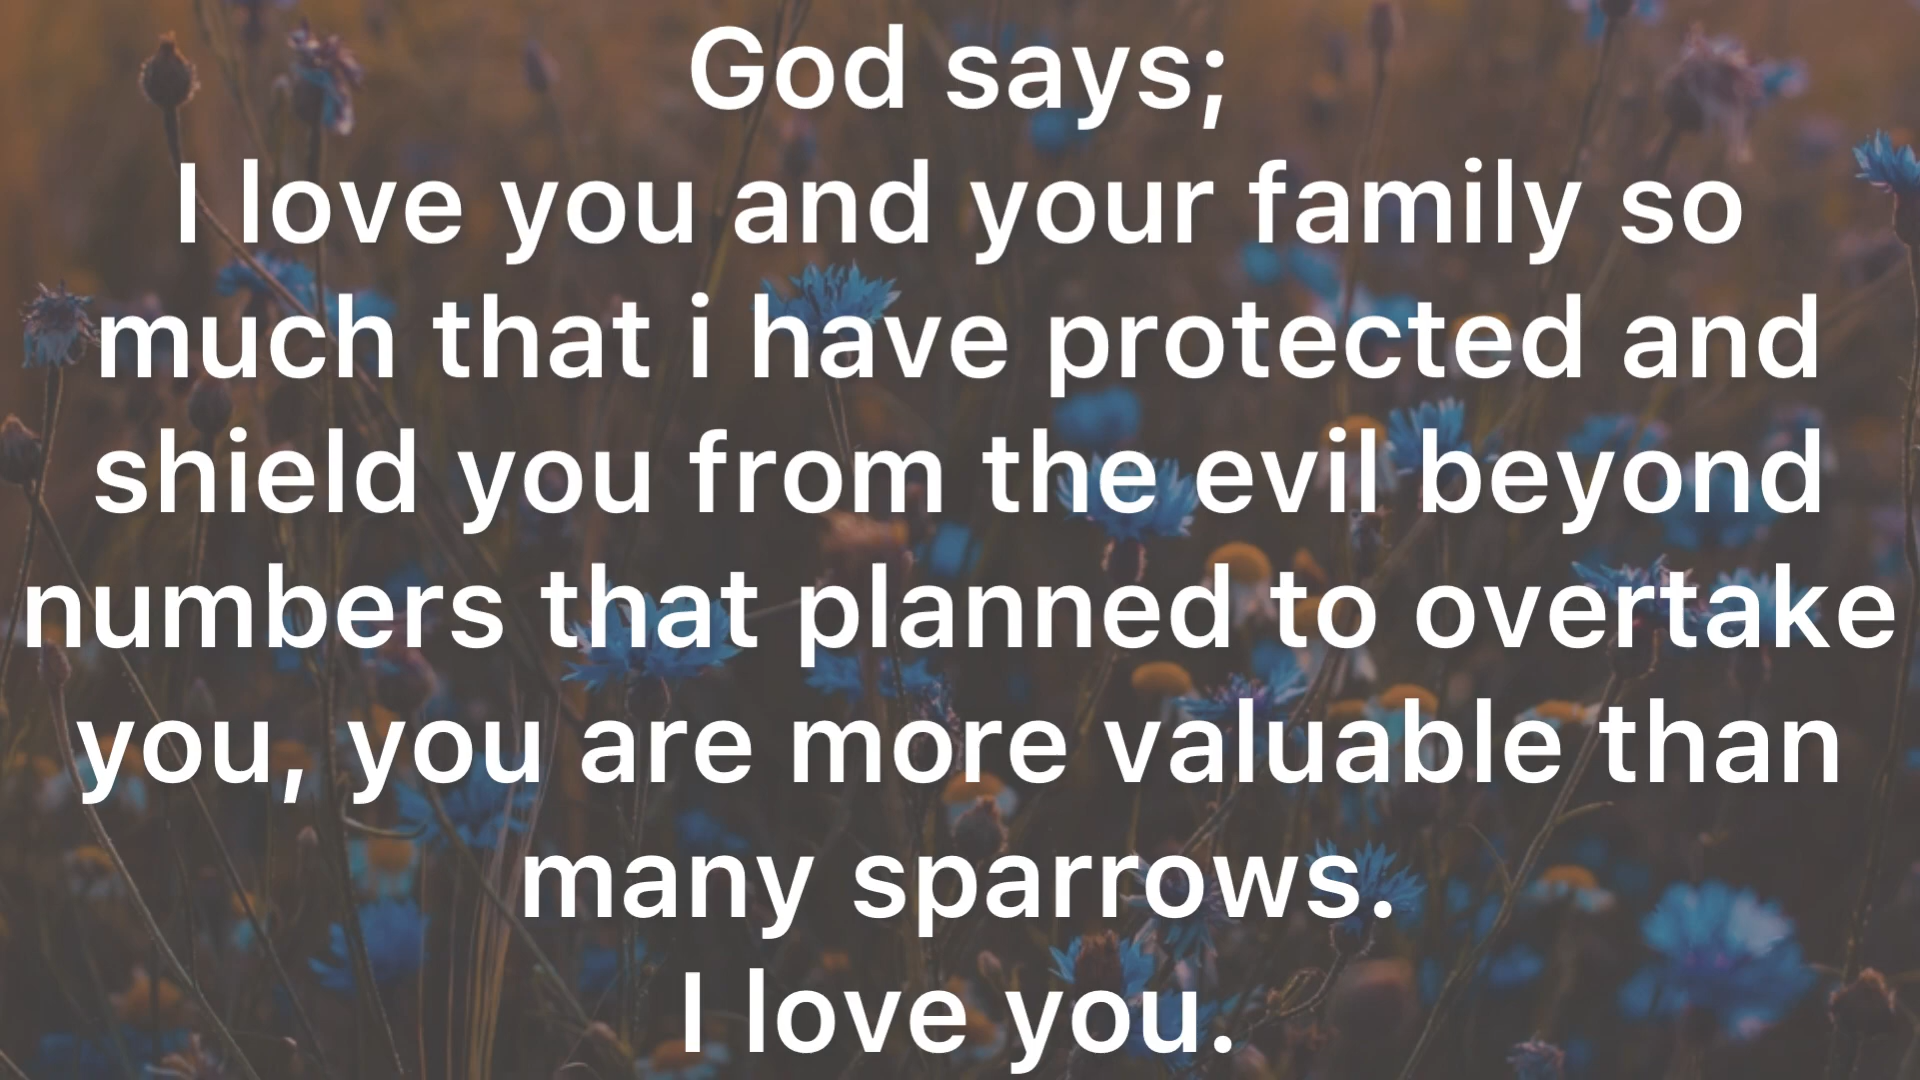 God says;
I love you and your family so
much that i have protected and
shield you from the evil beyond
numbers that planned to overtake
you, you are more valuable than
many sparrows.
I love you.